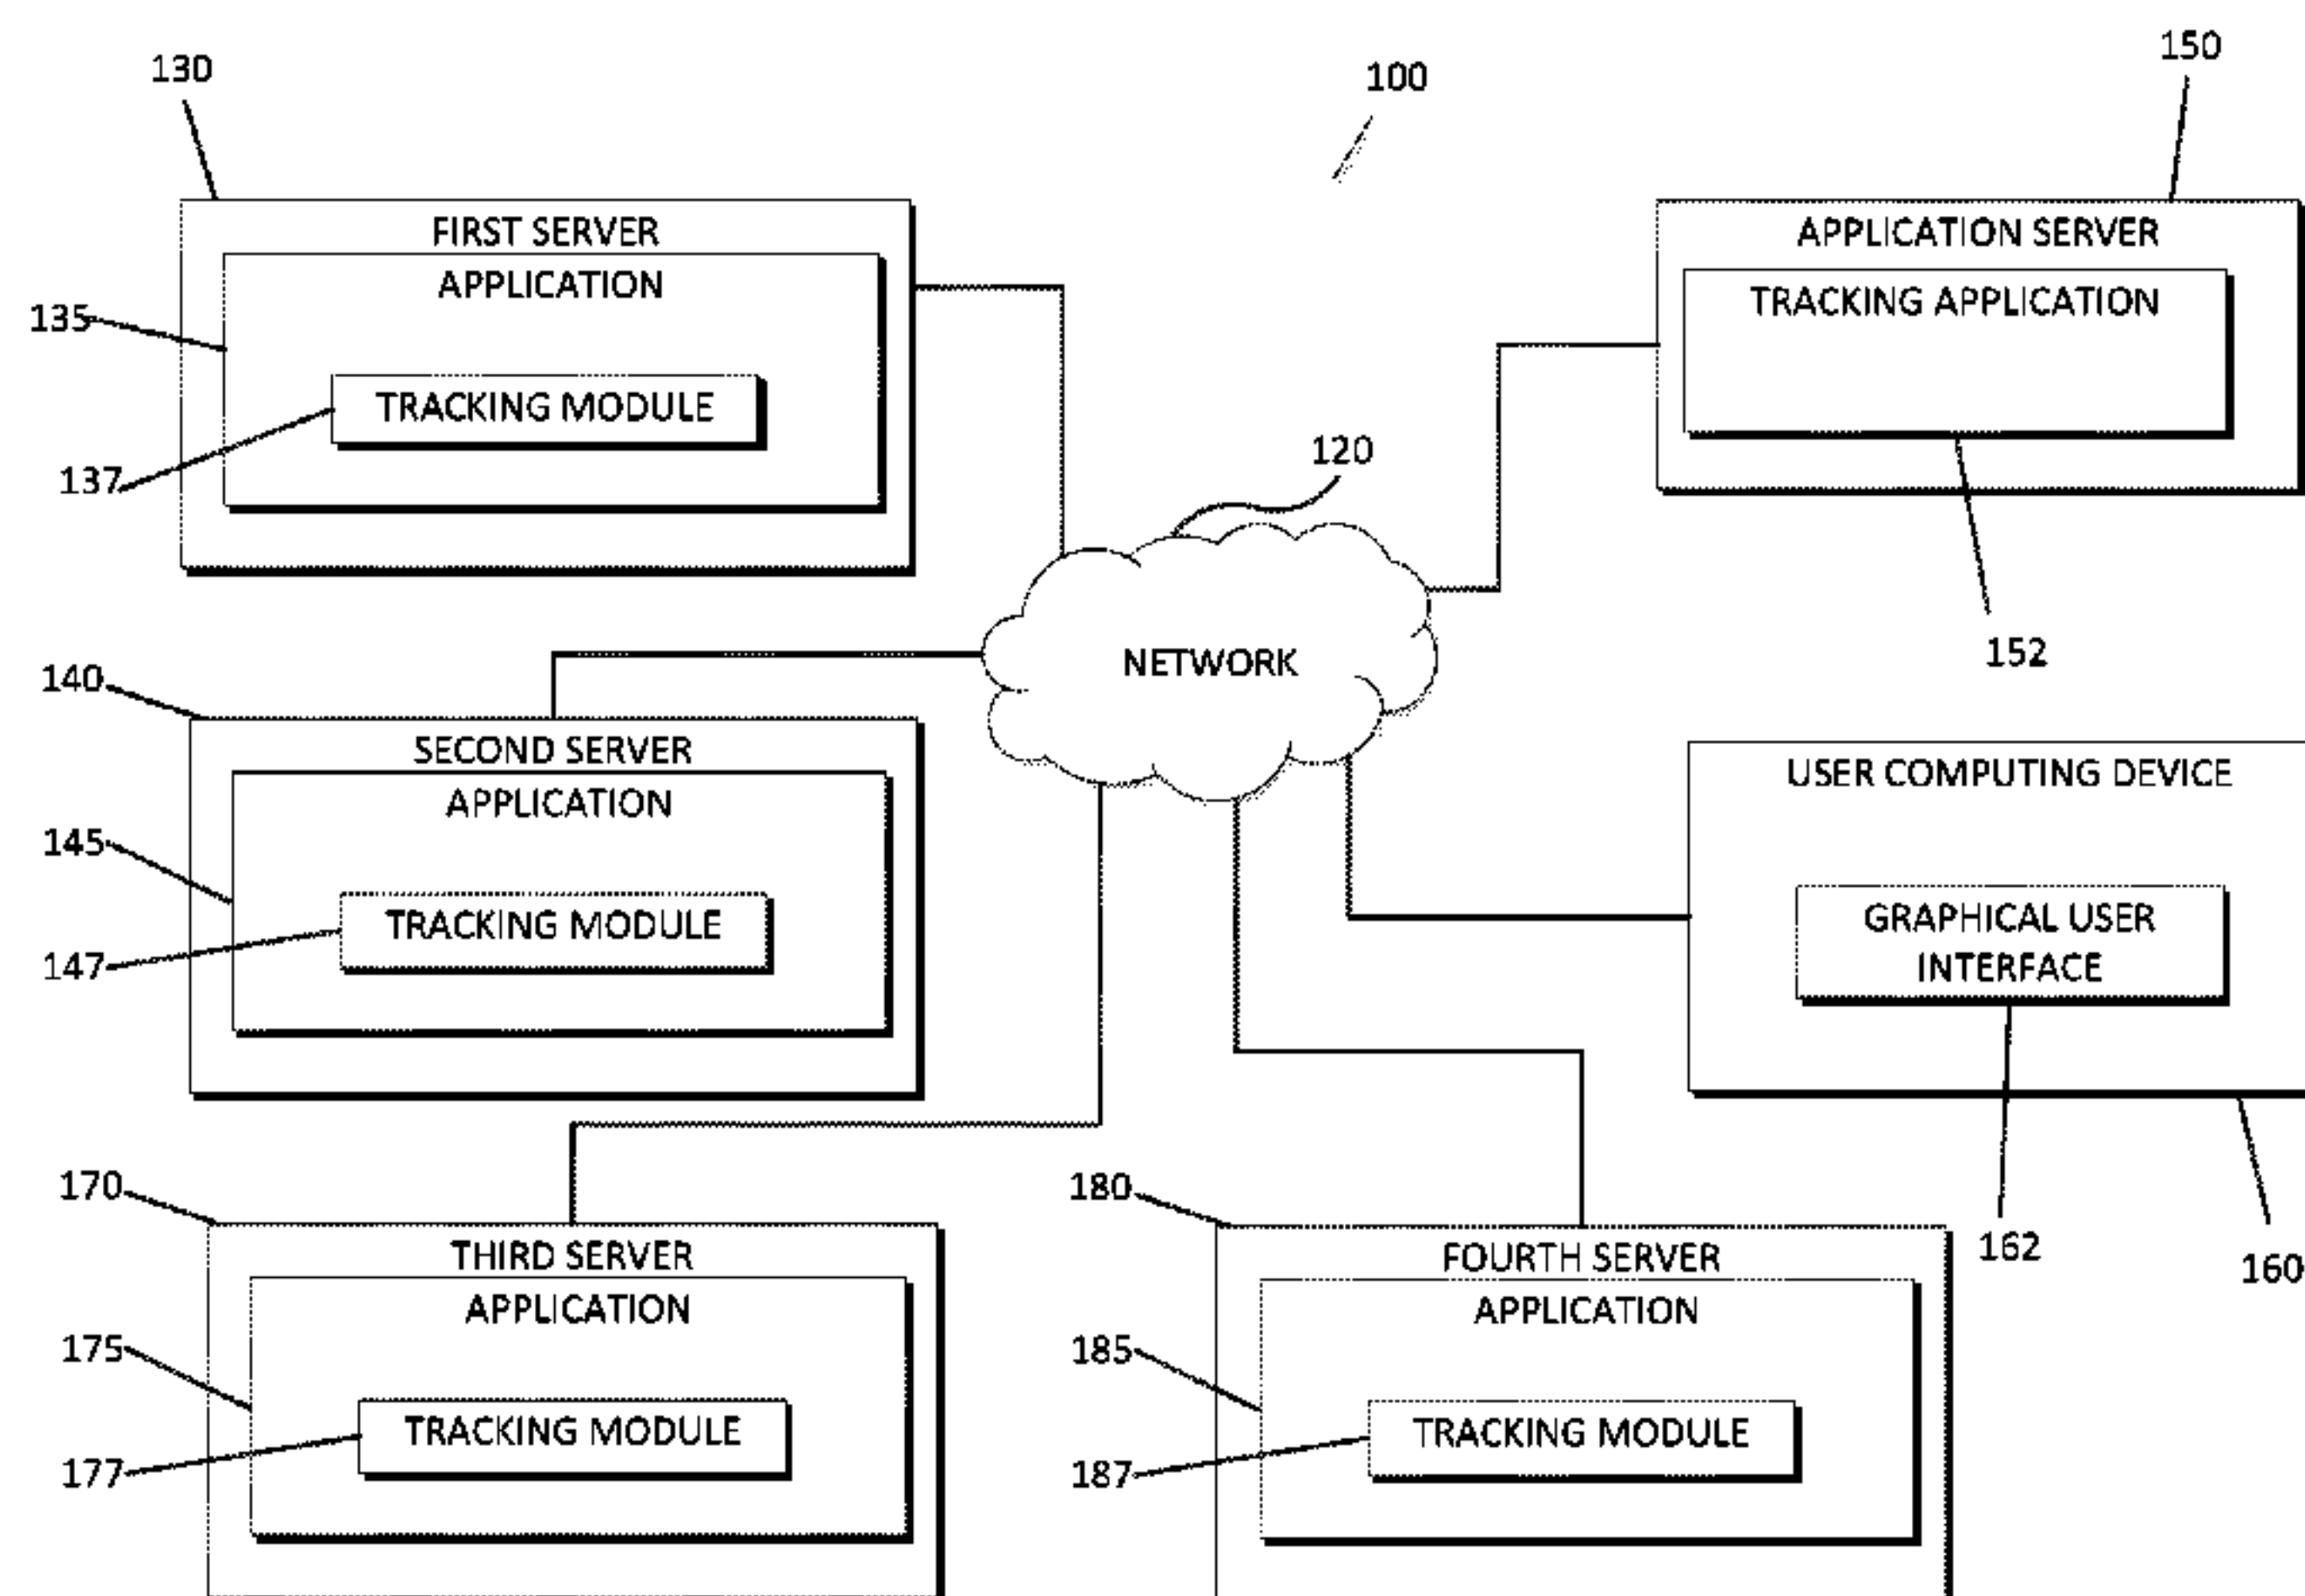 130
100
150
FIRST SERVER
APPLICATION
135
TRACKING MODULE
137
APPLICATION SERVER
TRACKING APPLICATION
152
120
NETWORK
140
SECOND SERVER
APPLICATION
145
TRACKING MODULE
147
USER COMPUTING DEVICE
GRAPHICAL USER
INTERFACE
162
160
170
THIRD SERVER
APPLICATION
175
TRACKING MODULE
177
180
FOURTH SERVER
APPLICATION
185
TRACKING MODULE
187